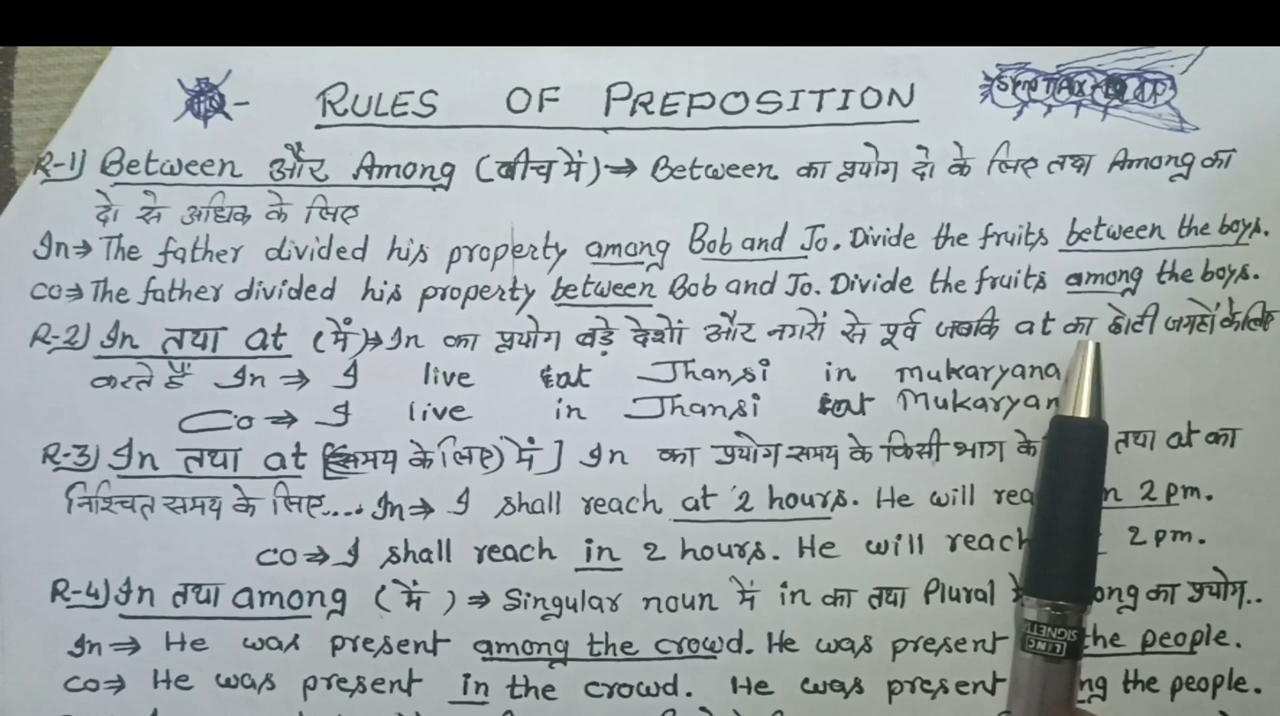 RULES OF PREPOSITION
R-1) Between और Among (बीच में) → Between का प्रयोग दो के लिए तथा Among का
दो से अधिक के लिए
In⇒ The father divided his property among Bob and Jo. Divide the fruits between the boys.
CO⇒ The father divided his property between Bob and Jo. Divide the fruits among the boys.
R-2) In तथा at (में)→ In का प्रयोग बड़े देशों और नगरों से पूर्व जबकि at का छोटी जगहों के लिए
करते हैं In ⇒ I live at Jhansi in mukaryana
Co ⇒ I live in Jhansi at Mukaryan
R-3) In तथा at [(समय के लिए) में] In का प्रयोग समय के किसी भाग के तथा at का
निश्चित समय के लिए.... In⇒ I shall reach at 2 hours. He will rea n 2 pm.
CO⇒ I shall reach in 2 hours. He will reach 2 pm.
R-4) In तथा among (में) ⇒ Singular noun में in का तथा Plural ong का प्रयोग..
In ⇒ He was present among the crowd. He was present the people.
CO⇒ He was present in the crowd. He was present ng the people.